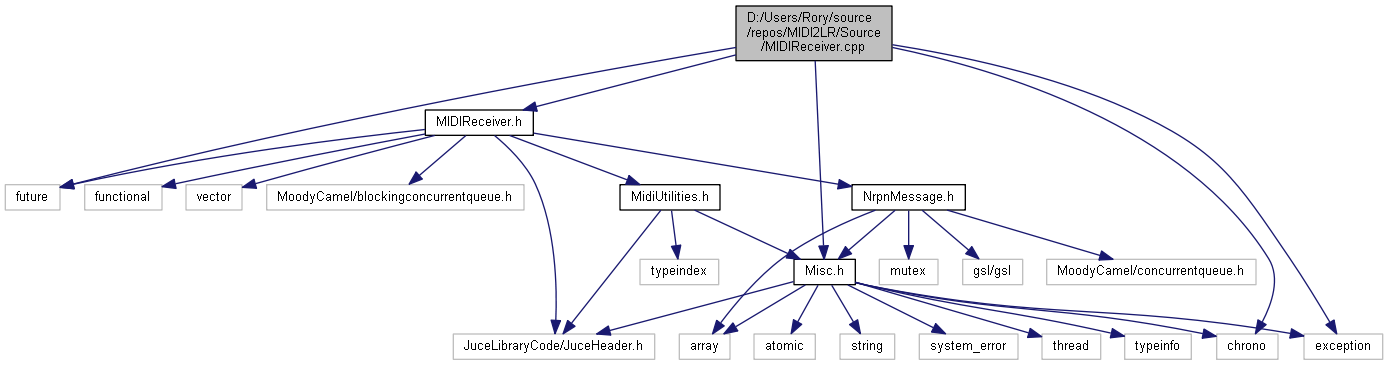 D:/Users/Rory/source
/repos/MIDI2LR/Source
/MIDIReceiver.cpp
MIDIReceiver.h
future
functional
vector
MoodyCamel/blockingconcurrentqueue.h
MidiUtilities.h
NrpnMessage.h
typeindex
Misc.h
mutex
gsl/gsl
MoodyCamel/concurrentqueue.h
JuceLibraryCode/JuceHeader.h
array
atomic
string
system_error
thread
typeinfo
chrono
exception